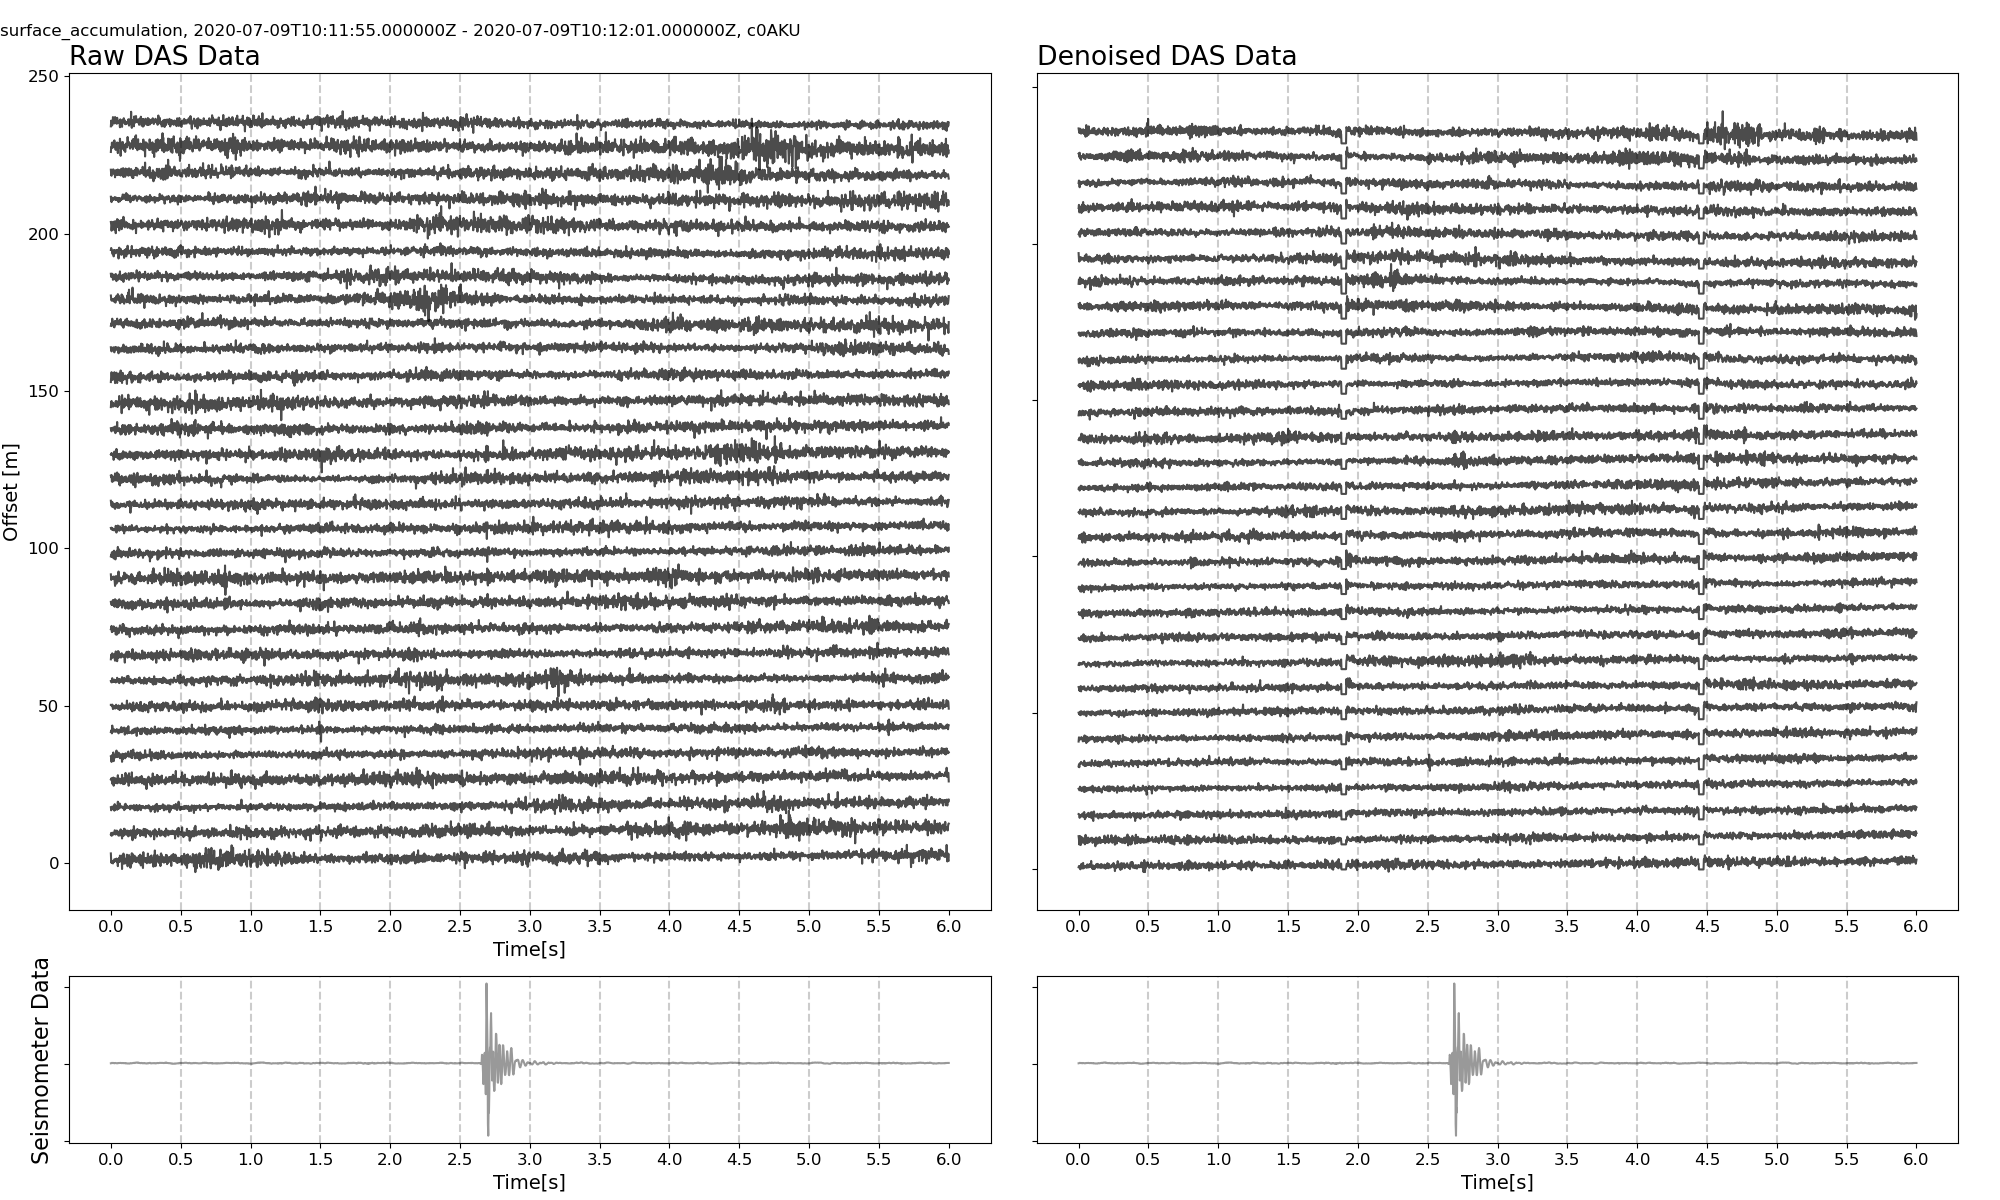 surface_accumulation, 2020-07-09T10:11:55.000000Z - 2020-07-09T10:12:01.000000Z, c0AKU
Raw DAS Data
Denoised DAS Data
250
200
150
100
50
0
Offset [m]
0.0 0.5 1.0 1.5 2.0 2.5 3.0 3.5 4.0 4.5 5.0 5.5 6.0
Time[s]
0.0 0.5 1.0 1.5 2.0 2.5 3.0 3.5 4.0 4.5 5.0 5.5 6.0
Seismometer Data
0.0 0.5 1.0 1.5 2.0 2.5 3.0 3.5 4.0 4.5 5.0 5.5 6.0
Time[s]
0.0 0.5 1.0 1.5 2.0 2.5 3.0 3.5 4.0 4.5 5.0 5.5 6.0
Time[s]